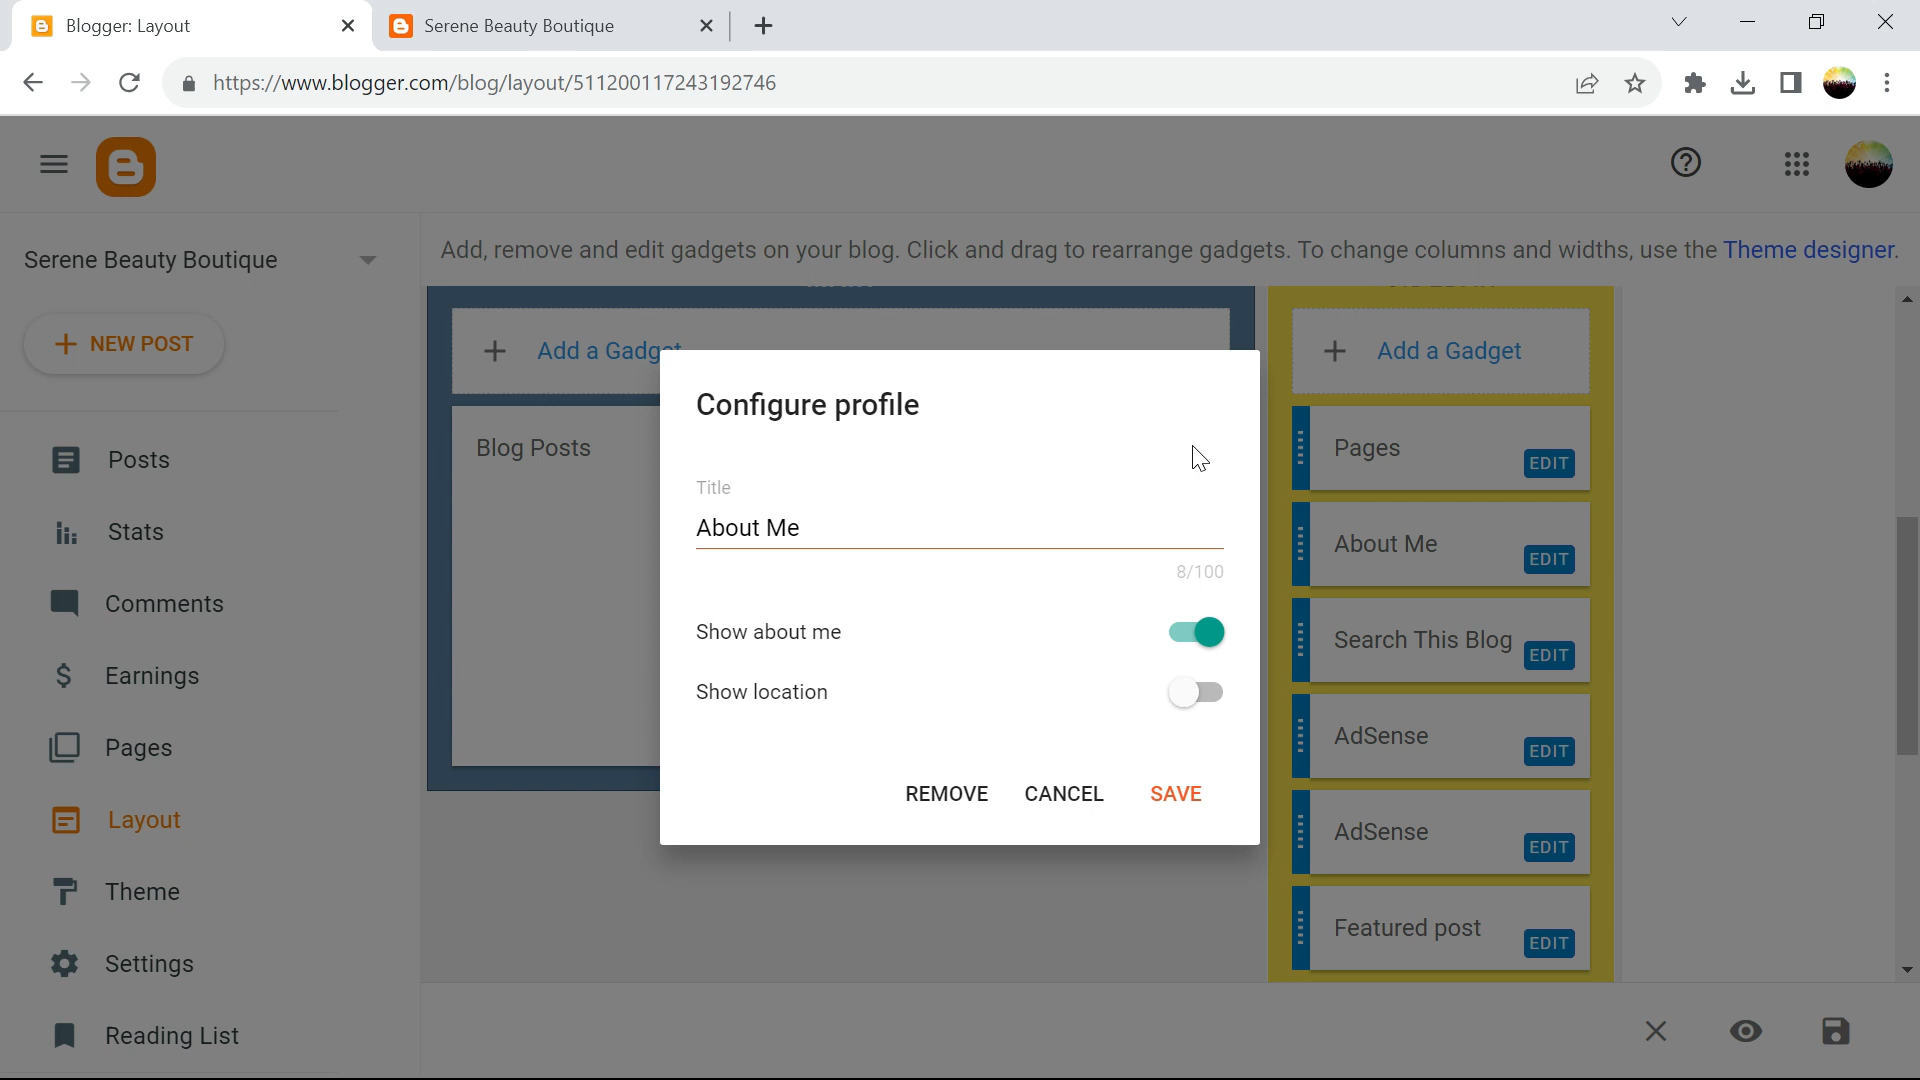 Blogger: Layout
Serene Beauty Boutique
https://www.blogger.com/blog/layout/511200117243192746
Serene Beauty Boutique
Add, remove and edit gadgets on your blog. Click and drag to rearrange gadgets. To change columns and widths, use the Theme designer.
NEW POST
Posts
Stats
Comments
Earnings
Pages
Layout
Theme
Settings
Reading List
Add a Gadget
Blog Posts
Configure profile
Title
About Me
8/100
Show about me
Show location
REMOVE CANCEL SAVE
Add a Gadget
Pages
EDIT
About Me
EDIT
Search This Blog
EDIT
AdSense
EDIT
AdSense
EDIT
Featured post
EDIT